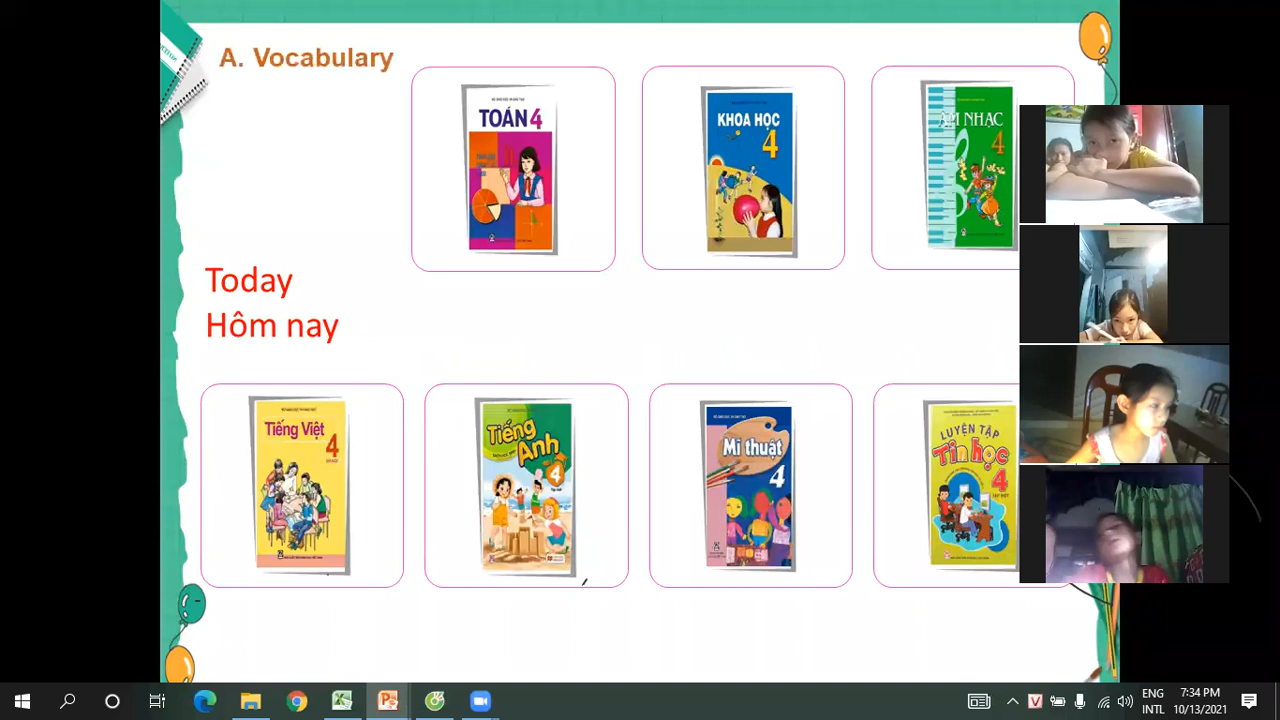 A. Vocabulary
TOÁN 4
KHOA HỌC
4
ÂM NHẠC
4
Today
Hôm nay
Tiếng Việt
4
Tiếng
Anh
4
Mĩ thuật
4
LUYỆN TẬP
Tin học
4
ENG
INTL
7:34 PM
10/13/2021